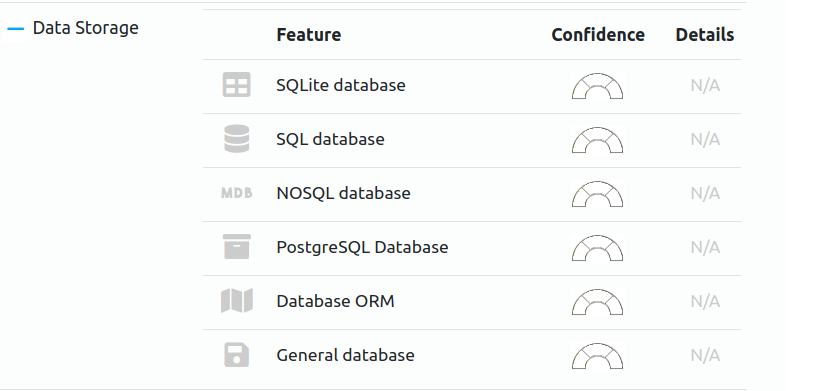 Data Storage
Feature Confidence Details
SQLite database N/A
SQL database N/A
MDB NOSQL database N/A
PostgreSQL Database N/A
Database ORM N/A
General database N/A